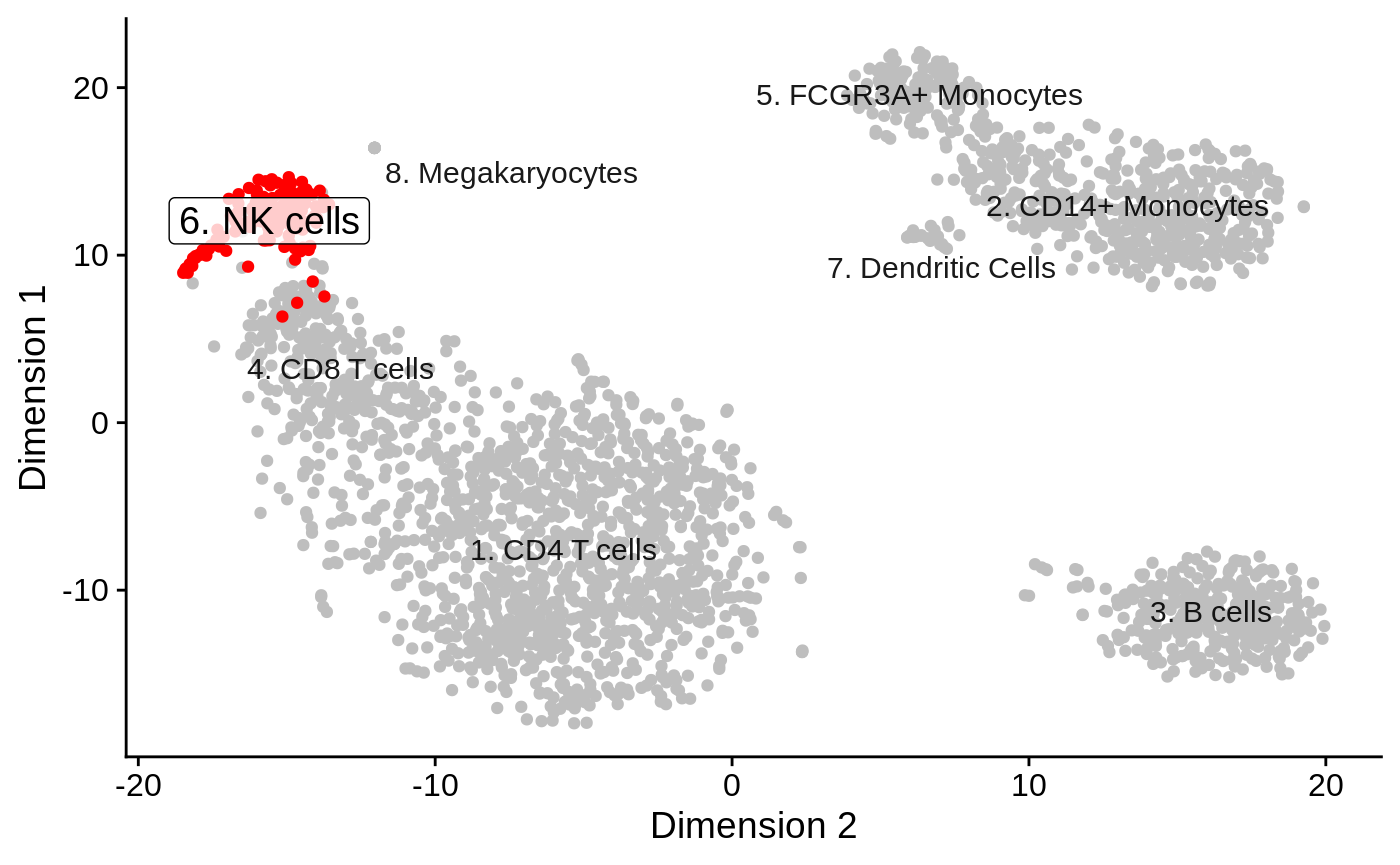 20
10
0
-10
Dimension 1
5. FCGR3A+ Monocytes
8. Megakaryocytes
6. NK cells
2. CD14+ Monocytes
7. Dendritic Cells
4. CD8 T cells
1. CD4 T cells
3. B cells
-20
-10
0
10
20
Dimension 2